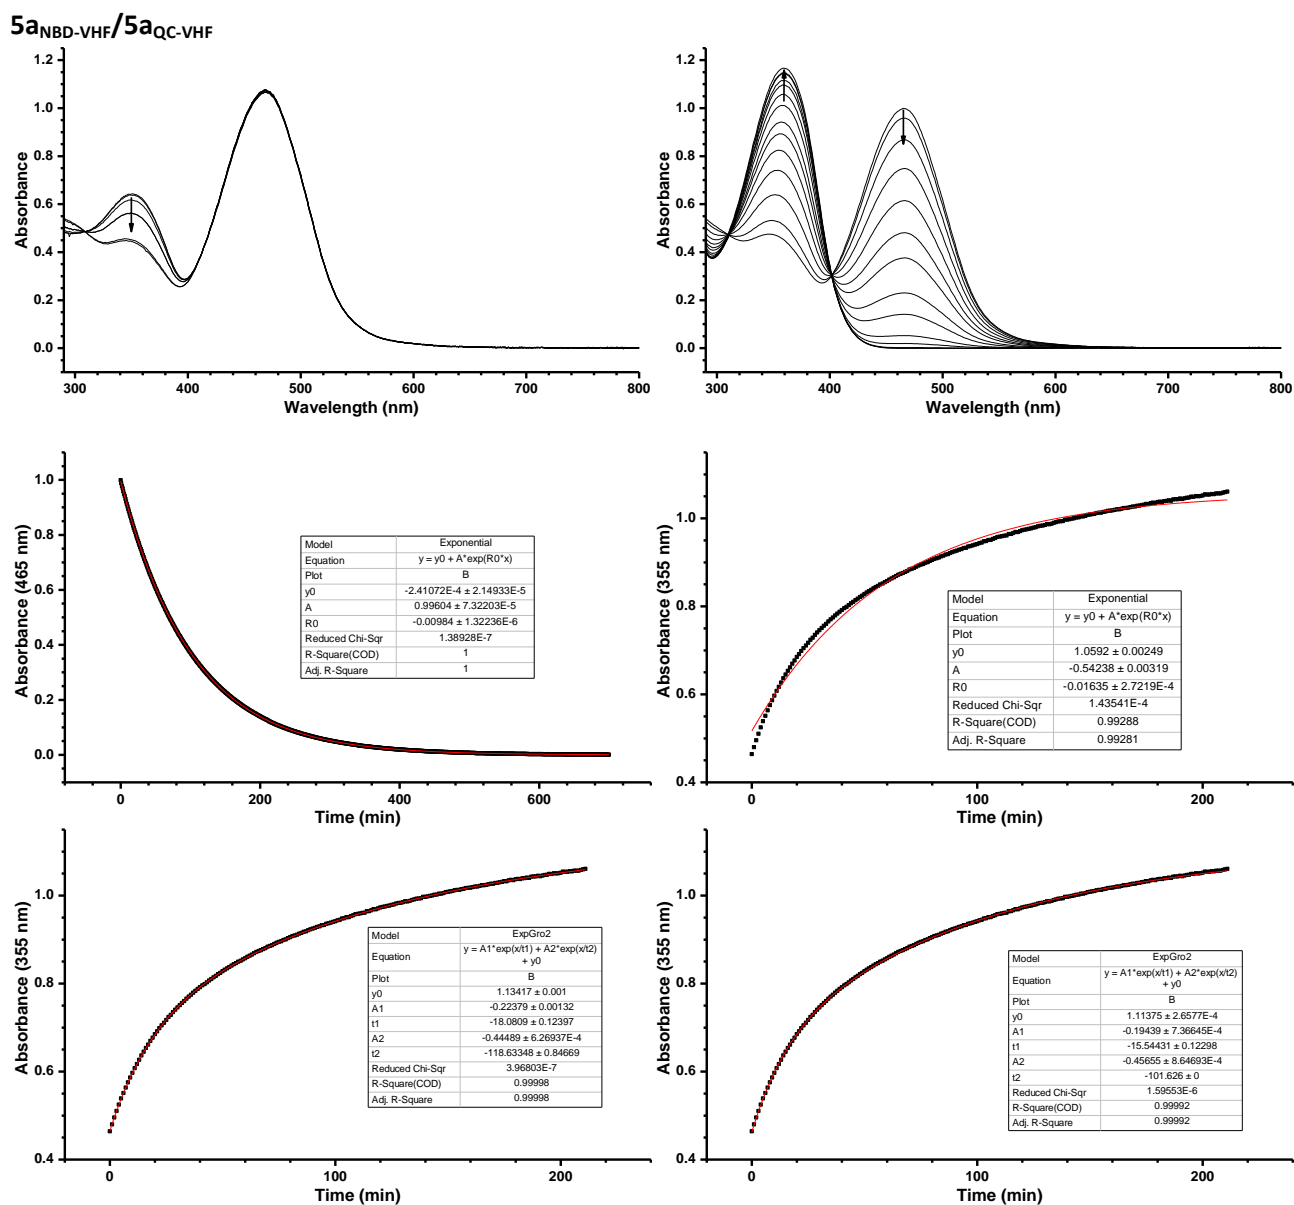 5aNBD-VHF/5aQC-VHF
1.2
1.0
0.8
0.6
0.4
0.2
0.0
Absorbance
300 400 500 600 700 800
Wavelength (nm)
1.2
1.0
0.8
0.6
0.4
0.2
0.0
Absorbance
300 400 500 600 700 800
Wavelength (nm)
1.0
0.8
0.6
0.4
0.2
0.0
Absorbance (465 nm)
Model Exponential
Equation y = y0 + A*exp(R0*x)
Plot B
y0 -2.41072E-4 ± 2.14933E-5
A 0.99604 ± 7.32203E-5
R0 -0.00984 ± 1.32236E-6
Reduced Chi-Sqr 1.38928E-7
R-Square(COD) 1
Adj. R-Square 1
0 200 400 600
Time (min)
1.0
0.8
0.6
0.4
Absorbance (355 nm)
Model Exponential
Equation y = y0 + A*exp(R0*x)
Plot B
y0 1.0592 ± 0.00249
A -0.54238 ± 0.00319
R0 -0.01635 ± 2.7219E-4
Reduced Chi-Sqr 1.43541E-4
R-Square(COD) 0.99288
Adj. R-Square 0.99281
0 100 200
Time (min)
1.0
0.8
0.6
0.4
Absorbance (355 nm)
Model ExpGro2
Equation y = A1*exp(x/t1) + A2*exp(x/t2)
+ y0
Plot B
y0 1.13417 ± 0.001
A1 -0.22379 ± 0.00132
t1 -18.0809 ± 0.12397
A2 -0.44489 ± 6.26937E-4
t2 -118.63348 ± 0.84669
Reduced Chi-Sqr 3.96803E-7
R-Square(COD) 0.99998
Adj. R-Square 0.99998
0 100 200
Time (min)
1.0
0.8
0.6
0.4
Absorbance (355 nm)
Model ExpGro2
Equation y = A1*exp(x/t1) + A2*exp(x/t2)
+ y0
Plot B
y0 1.11375 ± 2.6577E-4
A1 -0.19439 ± 7.36645E-4
t1 -15.54431 ± 0.12298
A2 -0.45655 ± 8.64693E-4
t2 -101.626 ± 0
Reduced Chi-Sqr 1.59553E-6
R-Square(COD) 0.99992
Adj. R-Square 0.99992
0 100 200
Time (min)